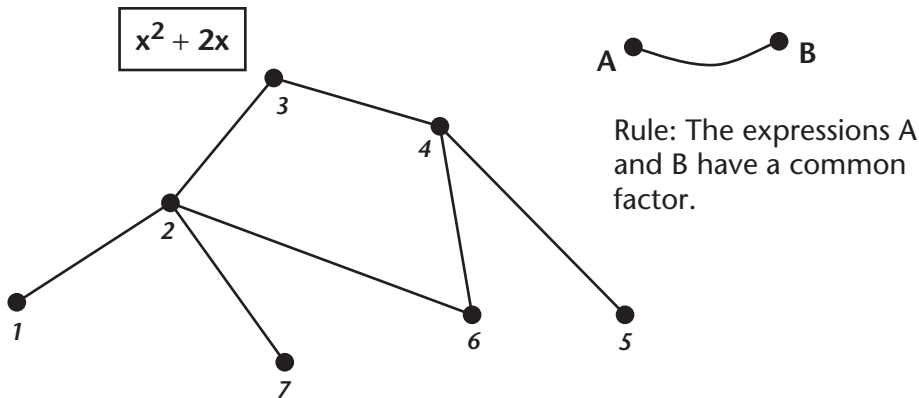 x² + 2x
A
B
3
4
Rule: The expressions A
and B have a common
factor.
2
1
6
5
7